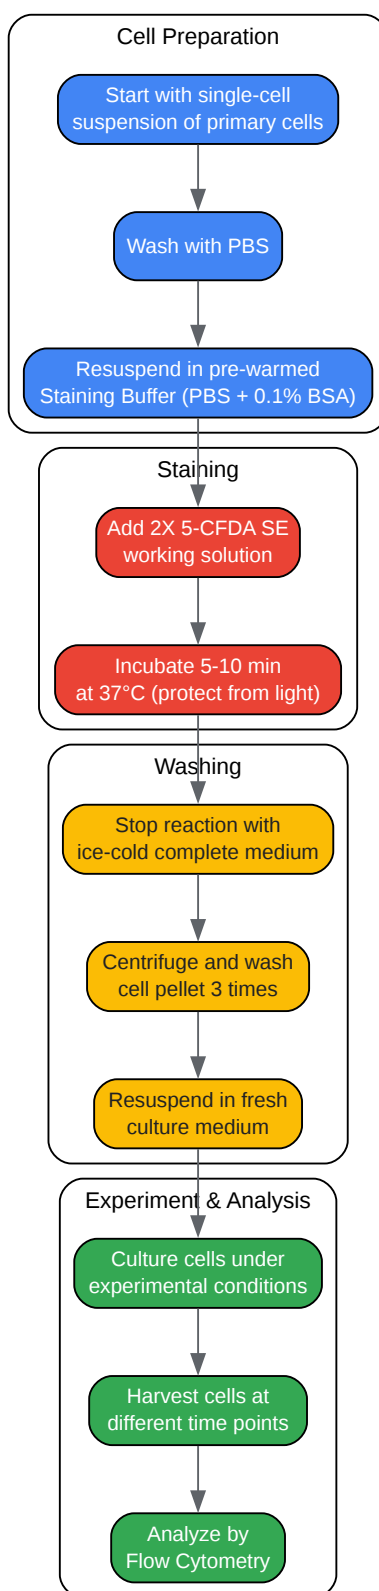 Cell Preparation
Start with single-cell
suspension of primary cells
Wash with PBS
Resuspend in pre-warmed
Staining Buffer (PBS + 0.1% BSA)
Staining
Add 2X 5-CFDA SE
working solution
Incubate 5-10 min
at 37°C (protect from light)
Washing
Stop reaction with
ice-cold complete medium
Centrifuge and wash
cell pellet 3 times
Resuspend in fresh
culture medium
Experiment & Analysis
Culture cells under
experimental conditions
Harvest cells at
different time points
Analyze by
Flow Cytometry